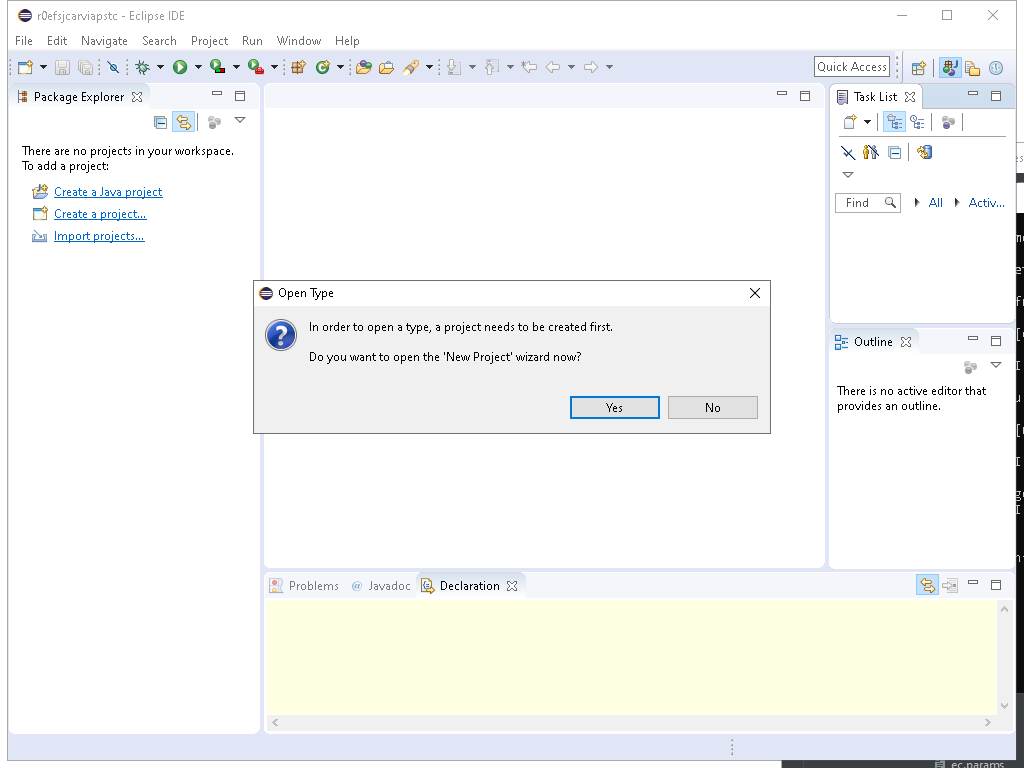 r0efsjcarviapstc - Eclipse IDE
File Edit Navigate Search Project Run Window Help
Quick Access
Package Explorer
There are no projects in your workspace.
To add a project:
Create a Java project
Create a project...
Import projects...
Task List
Find
All
Activ...
Open Type
In order to open a type, a project needs to be created first.
Do you want to open the 'New Project' wizard now?
Yes
No
Outline
There is no active editor that
provides an outline.
Problems
@ Javadoc
Declaration
ec.params